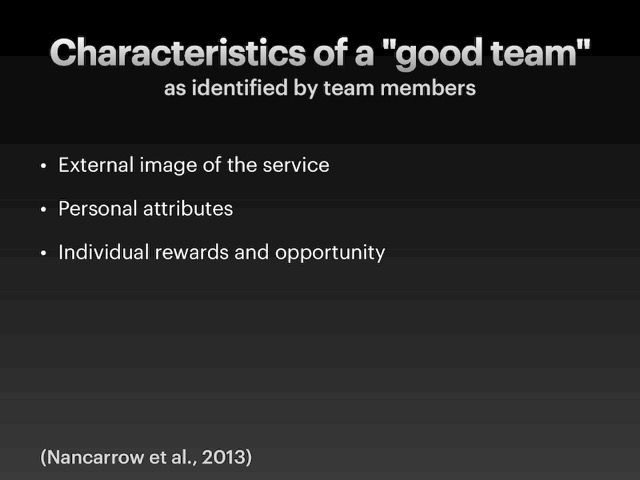 Characteristics of a "good team"
as identified by team members
• External image of the service
• Personal attributes
• Individual rewards and opportunity
(Nancarrow et al., 2013)